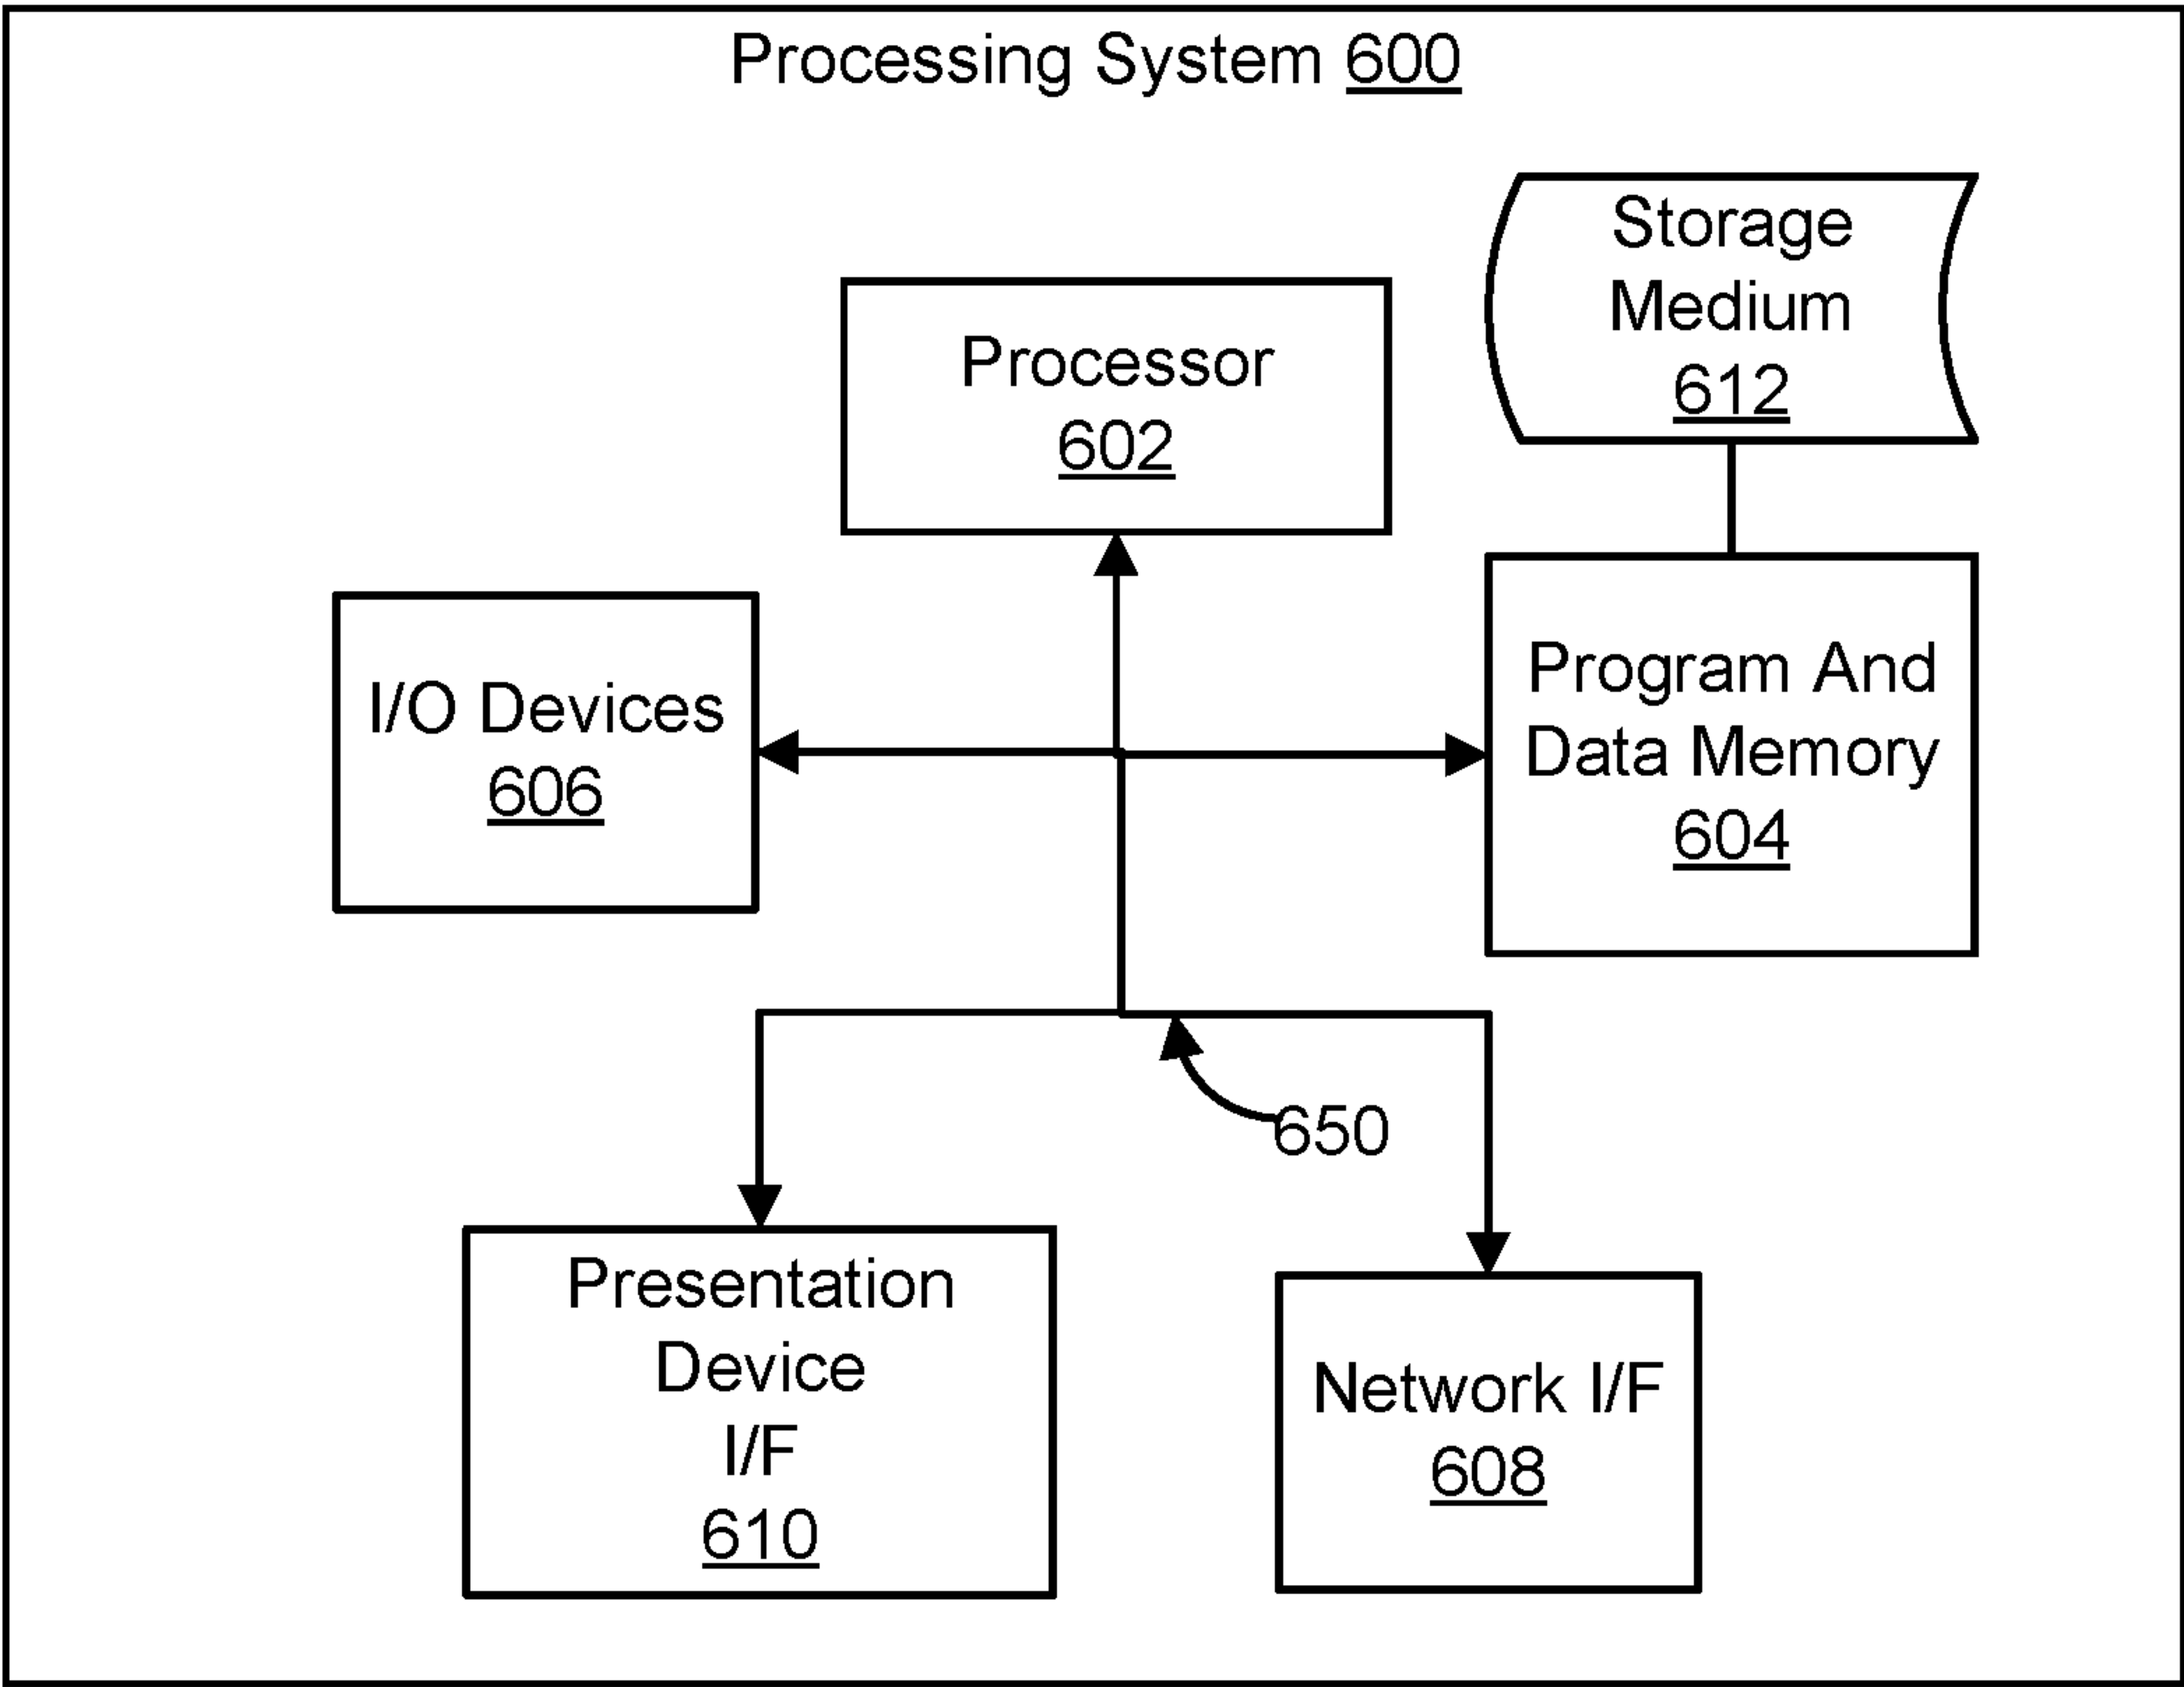 Processing System 600
Storage
Medium
612
Processor
602
I/O Devices
606
Program And
Data Memory
604
650
Presentation
Device
I/F
610
Network I/F
608